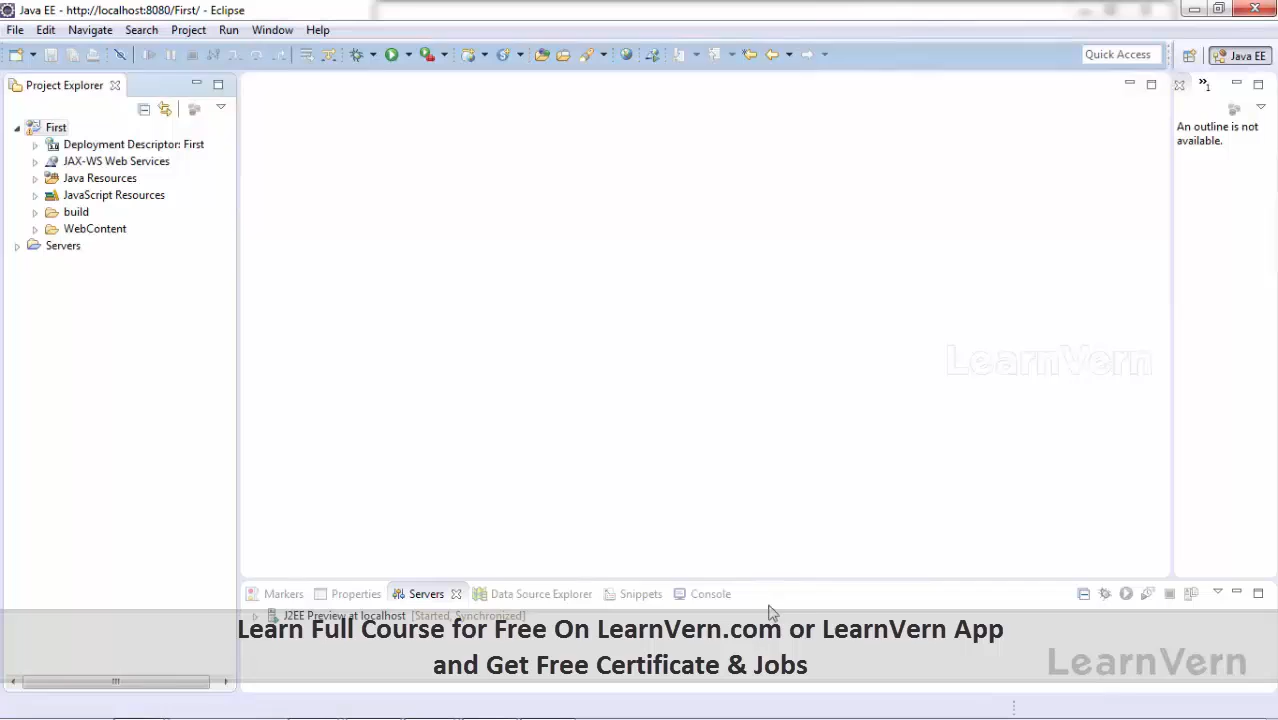 Java EE - http://localhost:8080/First/ - Eclipse
File Edit Navigate Search Project Run Window Help
Quick Access
Java EE
Project Explorer
First
Deployment Descriptor: First
JAX-WS Web Services
Java Resources
JavaScript Resources
build
WebContent
Servers
An outline is not
available.
LearnVern
Markers Properties Servers Data Source Explorer Snippets Console
J2EE Preview at localhost [Started, Synchronized]
Learn Full Course for Free On LearnVern.com or LearnVern App
and Get Free Certificate & Jobs
LearnVern